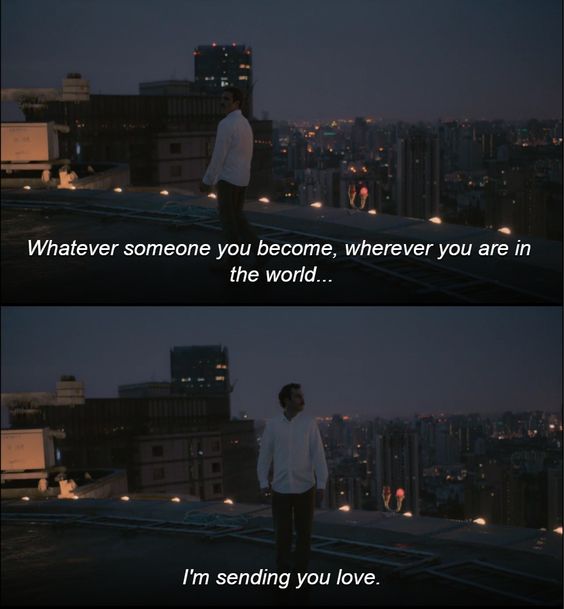 Whatever someone you become, wherever you are in
the world...
I'm sending you love.